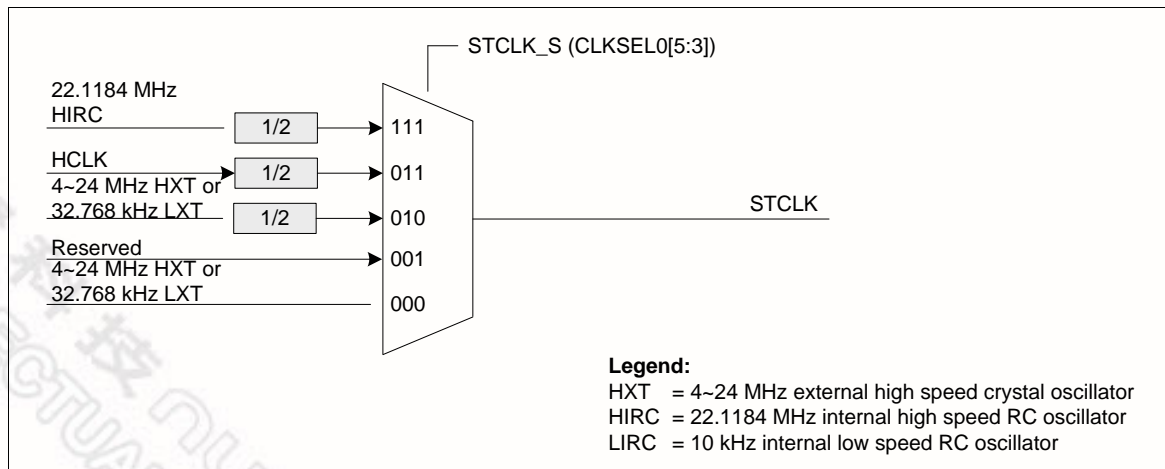 STCLK_S (CLKSEL0[5:3])
22.1184 MHz
HIRC
1/2
111
HCLK
1/2
011
4~24 MHz HXT or
32.768 kHz LXT
1/2
010
STCLK
Reserved
001
4~24 MHz HXT or
32.768 kHz LXT
000
Legend:
HXT = 4~24 MHz external high speed crystal oscillator
HIRC = 22.1184 MHz internal high speed RC oscillator
LIRC = 10 kHz internal low speed RC oscillator
科技